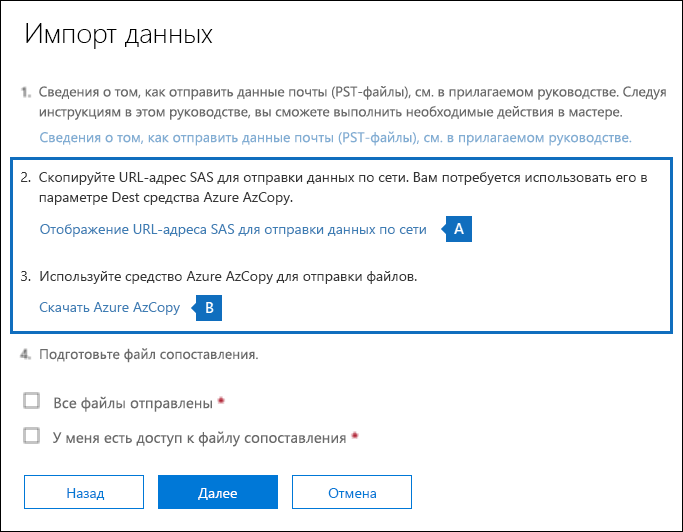 Импорт данных
1. Сведения о том, как отправить данные почты (PST-файлы), см. в прилагаемом руководстве. Следуя
инструкциям в этом руководстве, вы сможете выполнить необходимые действия в мастере.
Сведения о том, как отправить данные почты (PST-файлы), см. в прилагаемом руководстве.
2. Скопируйте URL-адрес SAS для отправки данных по сети. Вам потребуется использовать его в
параметре Dest средства Azure AzCopy.
Отображение URL-адреса SAS для отправки данных по сети A
3. Используйте средство Azure AzCopy для отправки файлов.
Скачать Azure AzCopy B
4. Подготовьте файл сопоставления.
Все файлы отправлены *
У меня есть доступ к файлу сопоставления *
Назад Далее Отмена